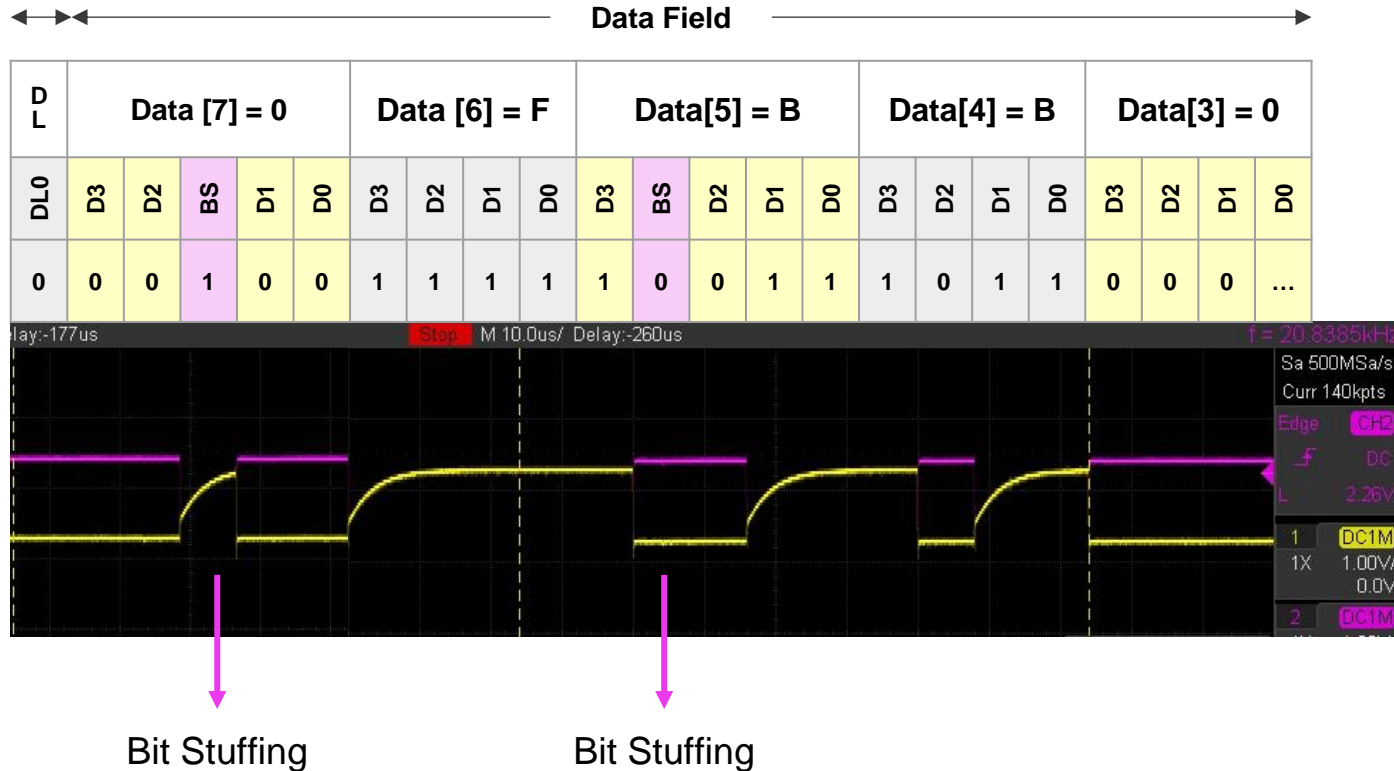 Data Field
D L Data [7] = 0 Data [6] = F Data[5] = B Data[4] = B Data[3] = 0
DL0 D3 D2 BS D1 D0 D3 D2 D1 D0 D3 BS D2 D1 D0 D3 D2 D1 D0 D3 D2 D1 D0
0 0 0 1 0 0 1 1 1 1 1 0 0 1 1 1 0 1 1 0 0 0 ...
lay:-177us Stop M 10.0us/ Delay:-260us f = 20.8385kHz
Sa 500MSa/s
Curr 140kpts
Edge CH2
DC
L 2.26V
1 DC1M
1X 1.00V/
0.0V
2 DC1M
Bit Stuffing Bit Stuffing